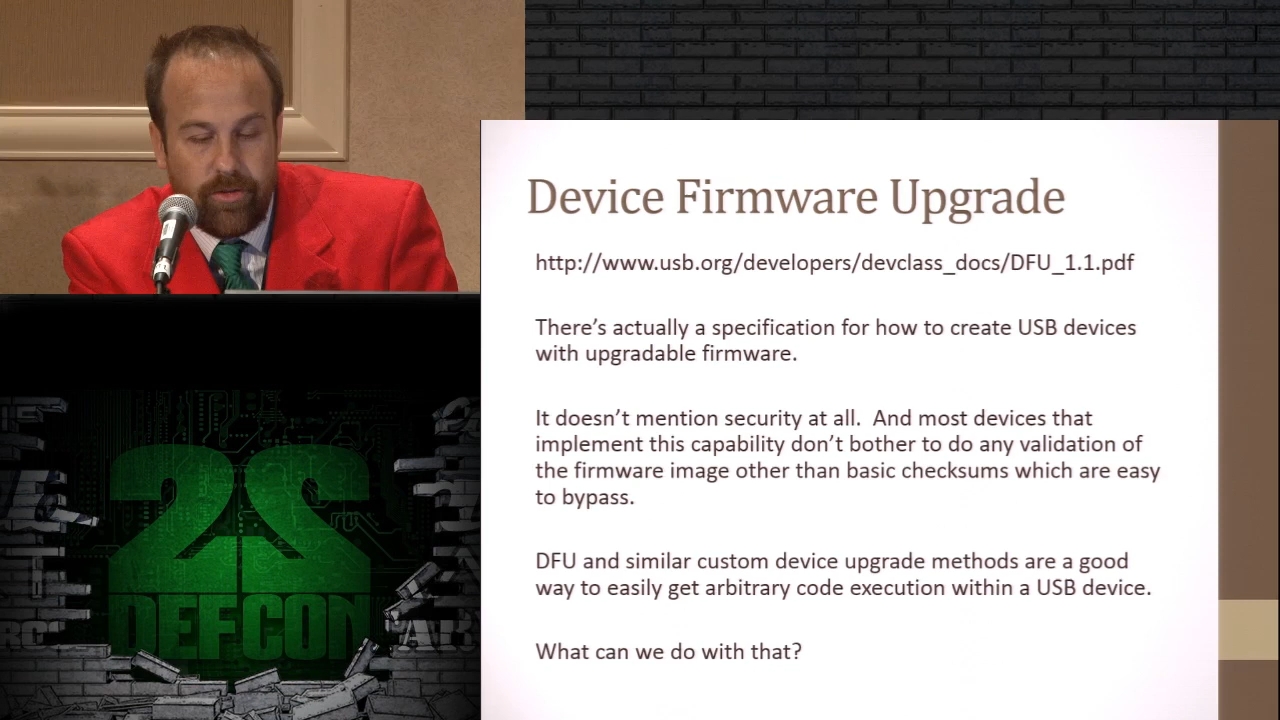 Device Firmware Upgrade
http://www.usb.org/developers/devclass_docs/DFU_1.1.pdf
There's actually a specification for how to create USB devices
with upgradable firmware.
It doesn't mention security at all.  And most devices that
implement this capability don't bother to do any validation of
the firmware image other than basic checksums which are easy
to bypass.
DFU and similar custom device upgrade methods are a good
way to easily get arbitrary code execution within a USB device.
What can we do with that?
22
DEFCON